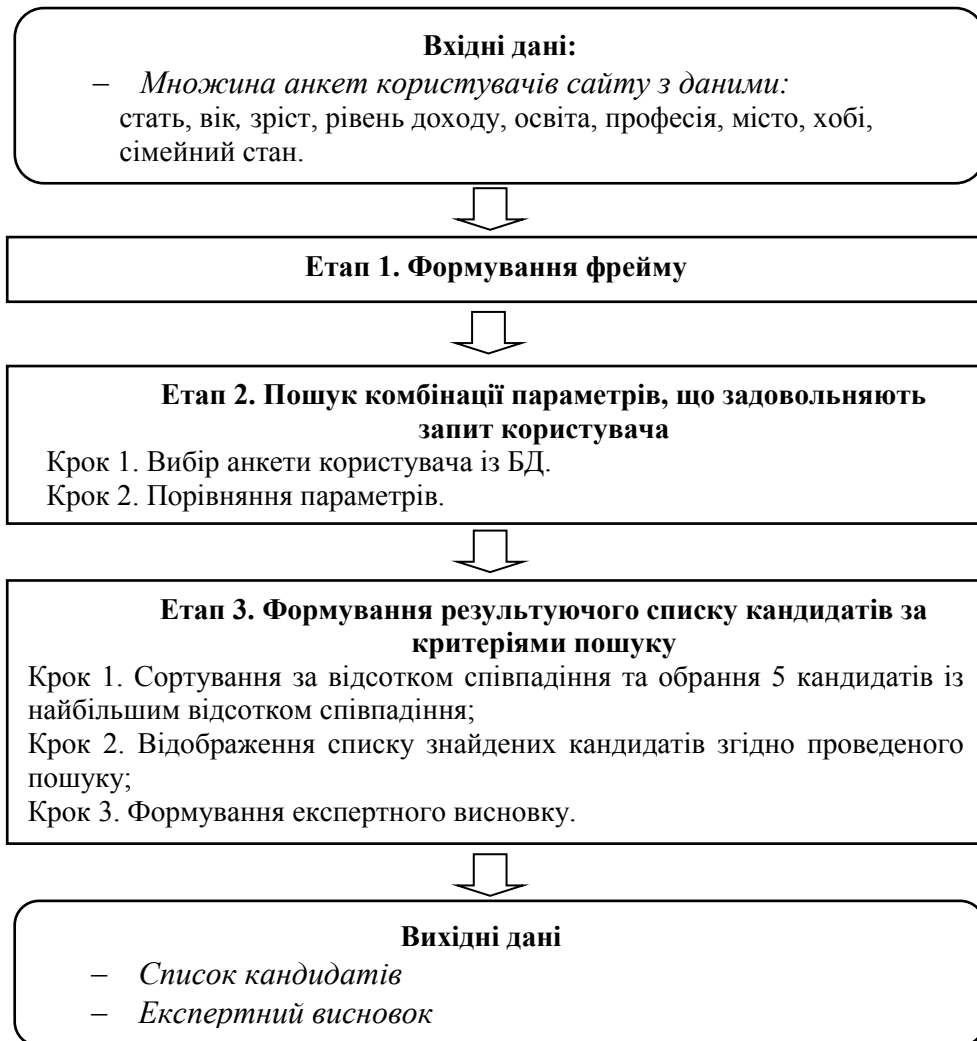 Вхідні дані:
– Множина анкет користувачів сайту з даними:
стать, вік, зріст, рівень доходу, освіта, професія, місто, хобі,
сімейний стан.
Етап 1. Формування фрейму
Етап 2. Пошук комбінації параметрів, що задовольняють
запит користувача
Крок 1. Вибір анкети користувача із БД.
Крок 2. Порівняння параметрів.
Етап 3. Формування результуючого списку кандидатів за
критеріями пошуку
Крок 1. Сортування за відсотком співпадіння та обрання 5 кандидатів із
найбільшим відсотком співпадіння;
Крок 2. Відображення списку знайдених кандидатів згідно проведеного
пошуку;
Крок 3. Формування експертного висновку.
Вихідні дані
– Список кандидатів
– Експертний висновок